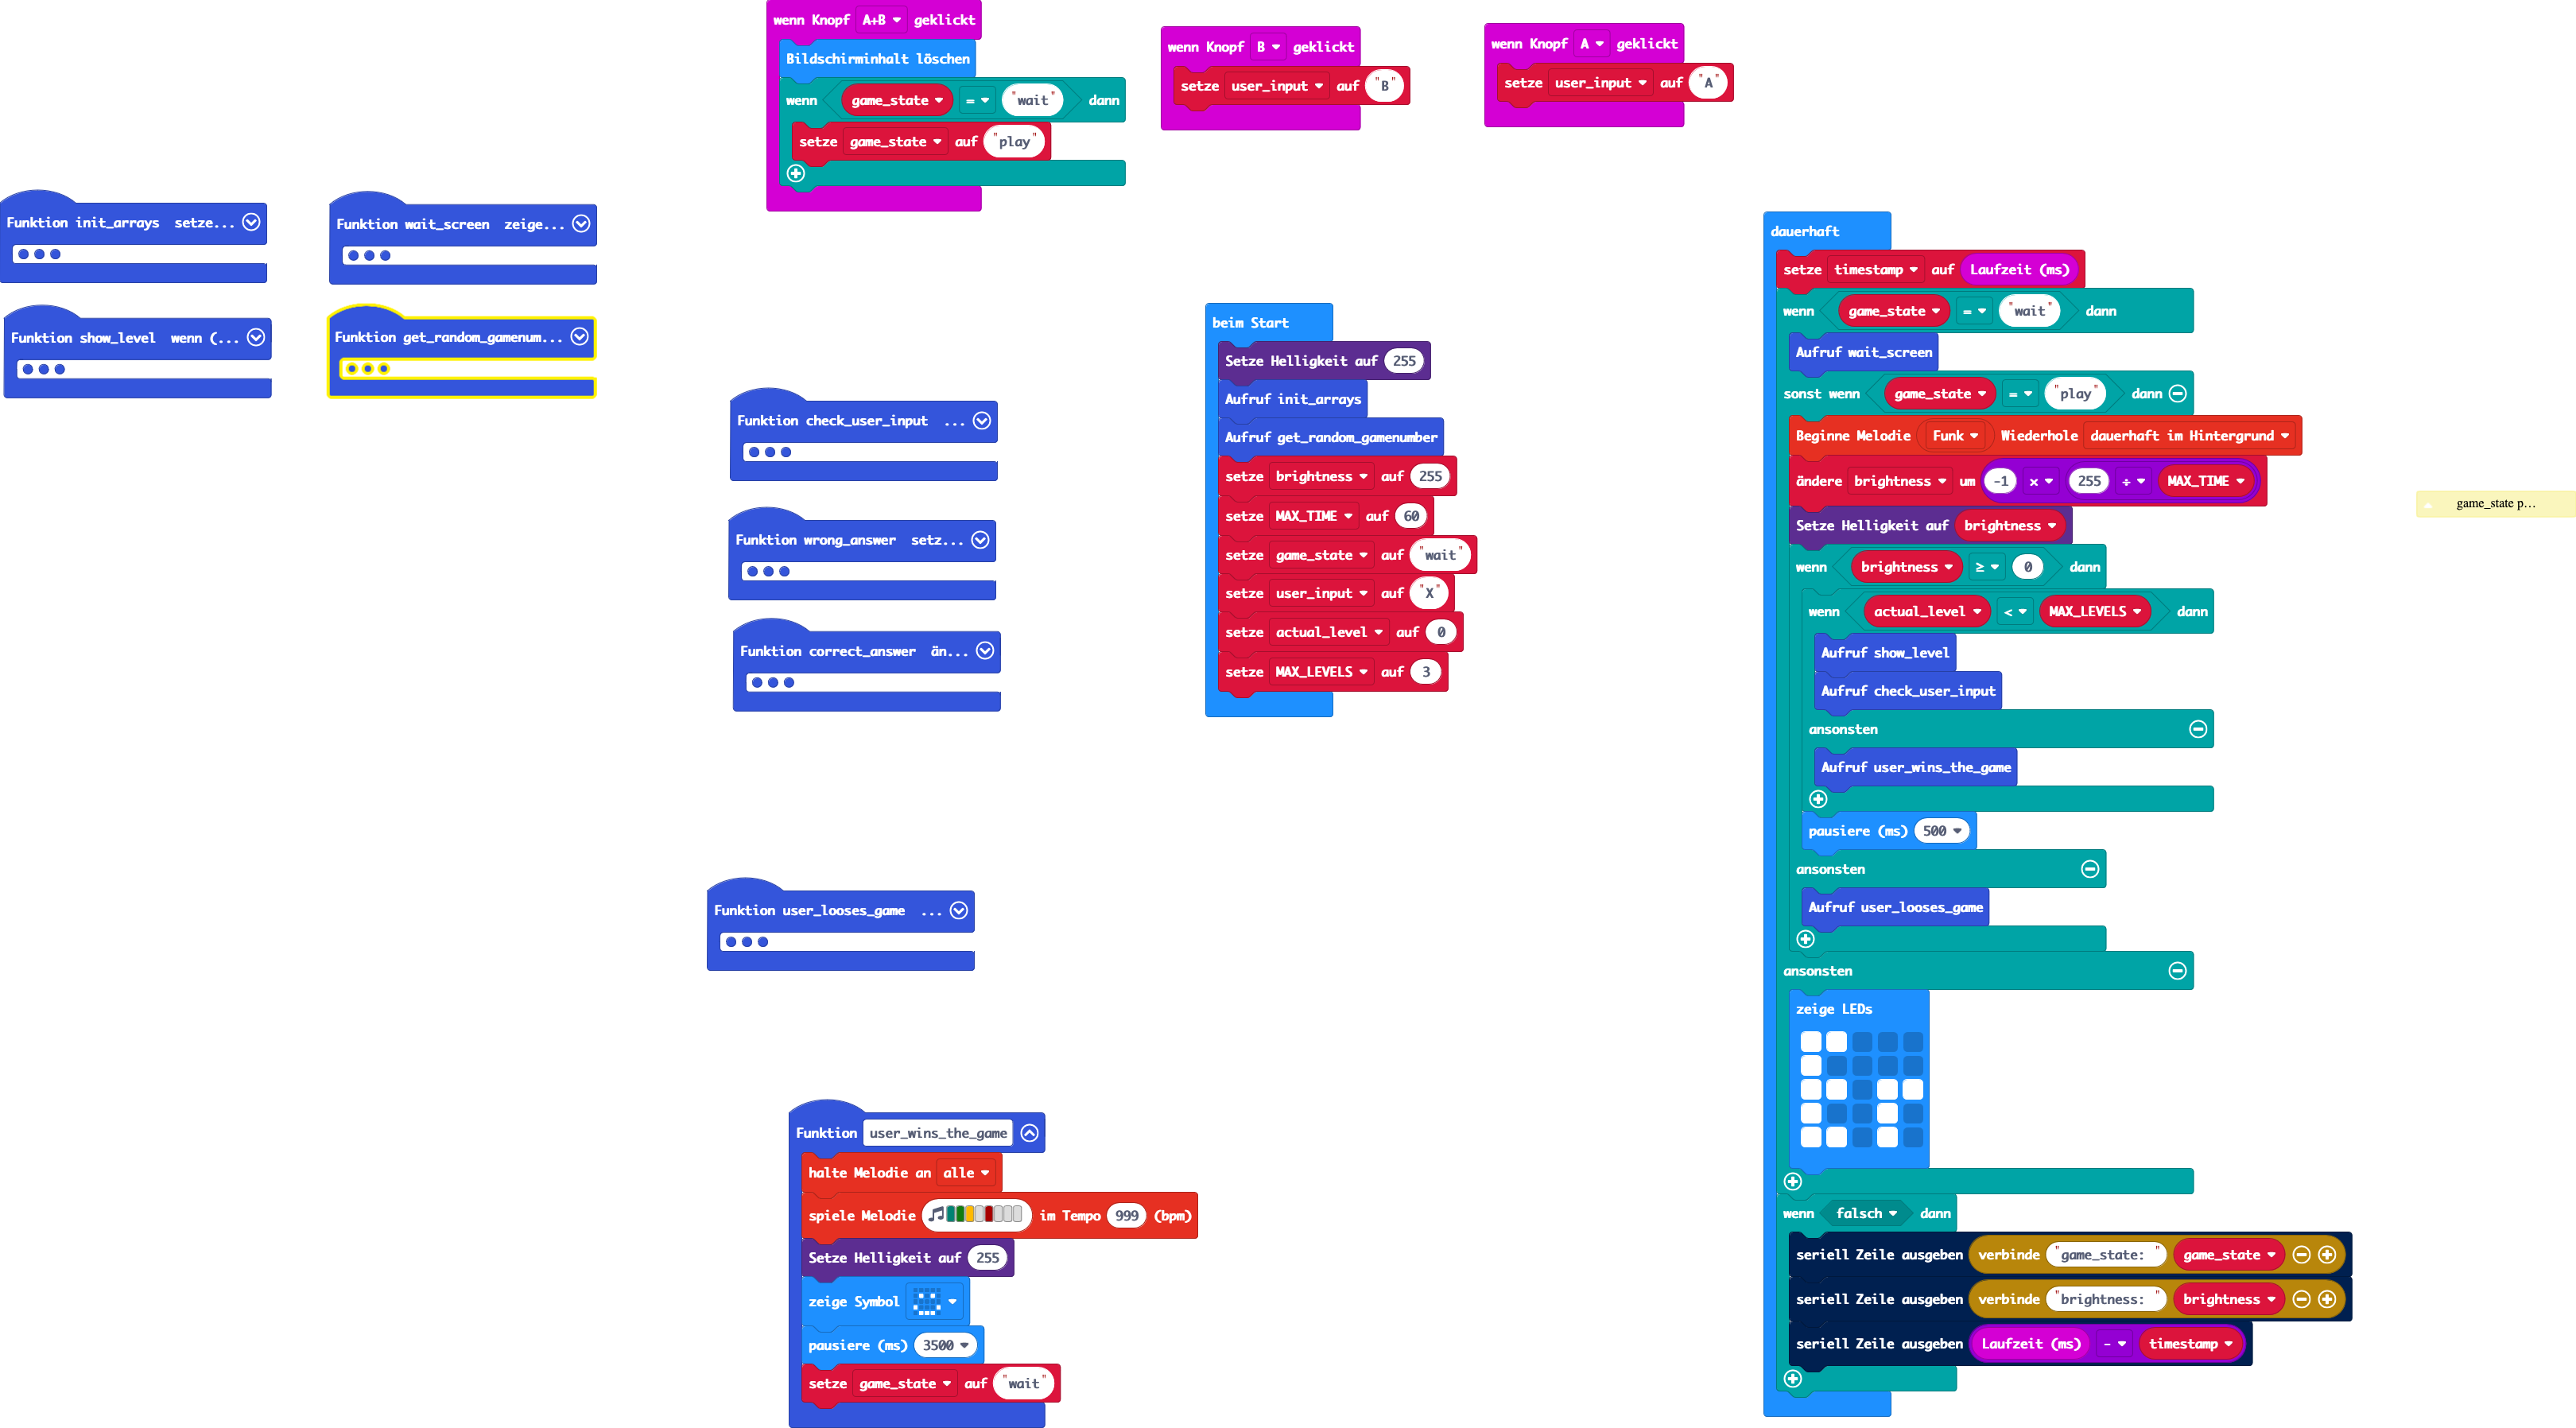 wenn Knopf A+B geklickt
Bildschirminhalt löschen
wenn game_state = "wait" dann
setze game_state auf "play"
wenn Knopf B geklickt
setze user_input auf "B"
wenn Knopf A geklickt
setze user_input auf "A"
Funktion init_arrays setze...
Funktion wait_screen zeige...
Funktion show_level wenn (...
Funktion get_random_gamenum...
Funktion check_user_input ...
Funktion wrong_answer setz...
Funktion correct_answer än...
Funktion user_looses_game ...
beim Start
Setze Helligkeit auf 255
Aufruf init_arrays
Aufruf get_random_gamenumber
setze brightness auf 255
setze MAX_TIME auf 60
setze game_state auf "wait"
setze user_input auf "X"
setze actual_level auf 0
setze MAX_LEVELS auf 3
Funktion user_wins_the_game
halte Melodie an alle
spiele Melodie im Tempo 999 (bpm)
Setze Helligkeit auf 255
zeige Symbol
pausiere (ms) 3500
setze game_state auf "wait"
dauerhaft
setze timestamp auf Laufzeit (ms)
wenn game_state = "wait" dann
Aufruf wait_screen
sonst wenn game_state = "play" dann
Beginne Melodie Funk Wiederhole dauerhaft im Hintergrund
ändere brightness um -1 × 255 ÷ MAX_TIME
Setze Helligkeit auf brightness
wenn brightness ≥ 0 dann
wenn actual_level < MAX_LEVELS dann
Aufruf show_level
Aufruf check_user_input
ansonsten
Aufruf user_wins_the_game
pausiere (ms) 500
ansonsten
Aufruf user_looses_game
ansonsten
zeige LEDs
wenn falsch dann
seriell Zeile ausgeben verbinde "game_state: " game_state
seriell Zeile ausgeben verbinde "brightness: " brightness
seriell Zeile ausgeben Laufzeit (ms) - timestamp
game_state p...